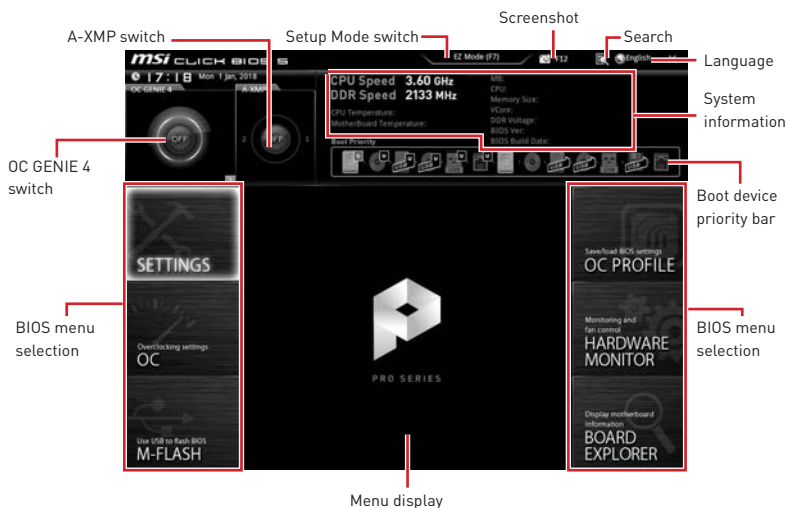 Screenshot
A-XMP switch
Setup Mode switch
Search
msi CLICK BIOS 5
EZ Mode (F7)
F12
English
Language
17:18 Mon 1 Jan, 2018
OC GENIE 4
A-XMP
CPU Speed 3.60 GHz
DDR Speed 2133 MHz
CPU Temperature:
MotherBoard Temperature:
MB:
CPU:
Memory Size:
VCore:
DDR Voltage:
BIOS Ver:
BIOS Build Date:
System
information
OFF
2
OFF
1
Boot Priority
OC GENIE 4
switch
Boot device
priority bar
SETTINGS
Overclocking settings
OC
Use USB to flash BIOS
M-FLASH
BIOS menu
selection
PRO SERIES
Save/load BIOS settings
OC PROFILE
Monitoring and
fan control
HARDWARE
MONITOR
Display motherboard
information
BOARD
EXPLORER
BIOS menu
selection
Menu display